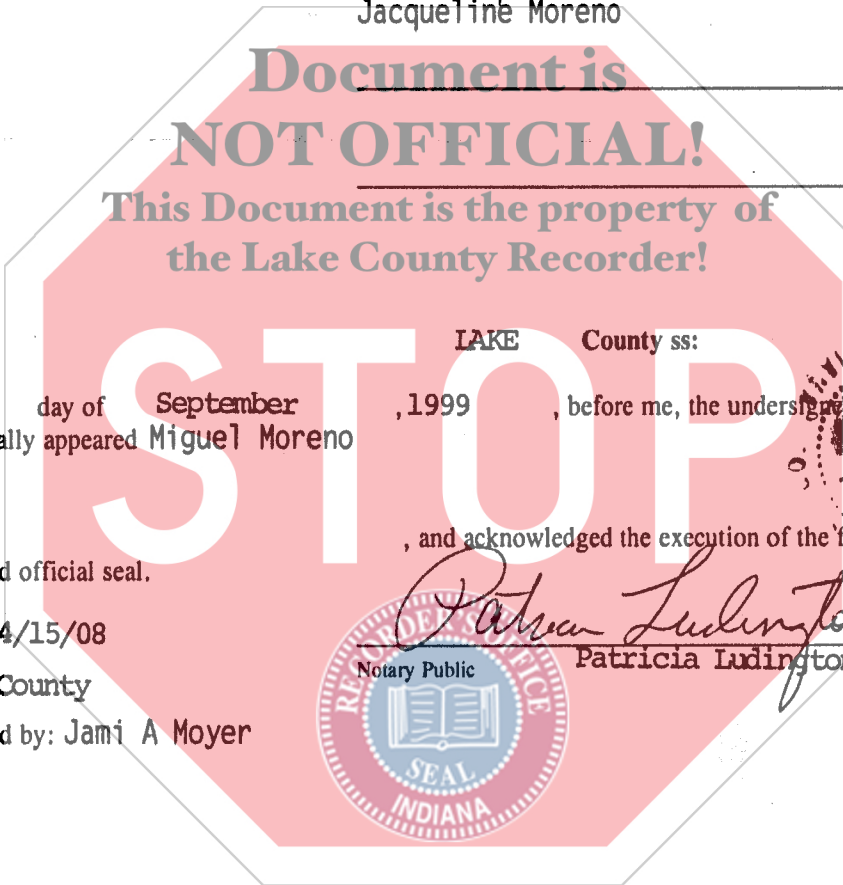 Jacqueline Moreno
Document is
NOT OFFICIAL!
This Document is the property of
the Lake County Recorder!
STOP
LAKE County ss:
day of September , 1999 , before me, the undersigne
ally appeared Miguel Moreno
, and acknowledged the execution of the f
d official seal.
Patricia Ludington
4/15/08
Notary Public Patricia Ludington
County
d by: Jami A Moyer
RECORDER'S OFFICE
SEAL
INDIANA